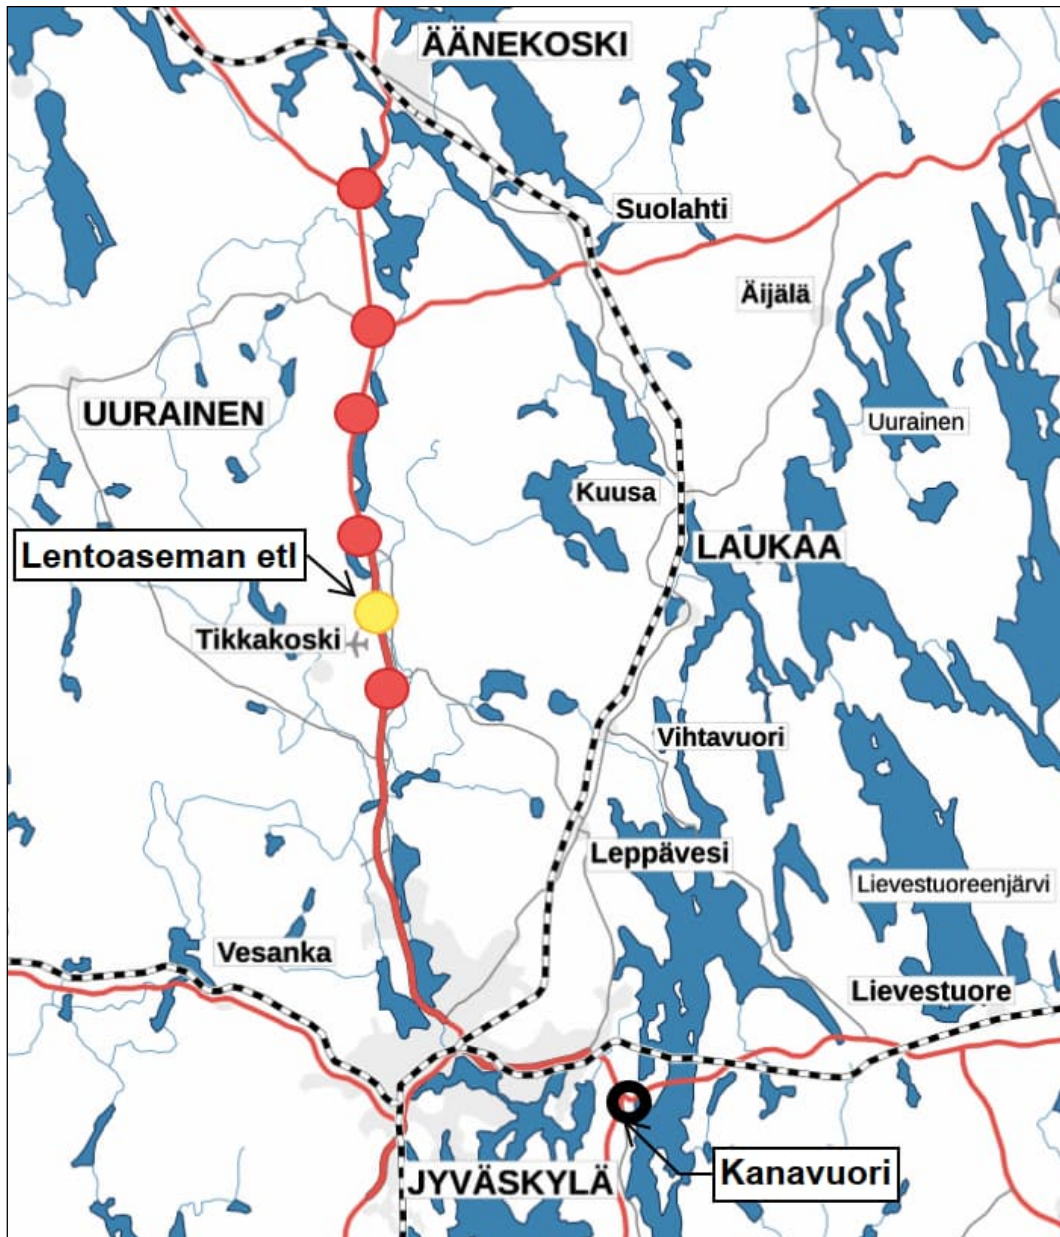 ÄÄNEKOSKI
Suolahti
Äijälä
UURAINEN
Uurainen
Kuusa
LAUKAA
Lentoaseman etl
Tikkakoski
Vihtavuori
Leppävesi
Lievestuoreenjärvi
Vesanka
Lievestuore
Kanavuori
JYVÄSKYLÄ